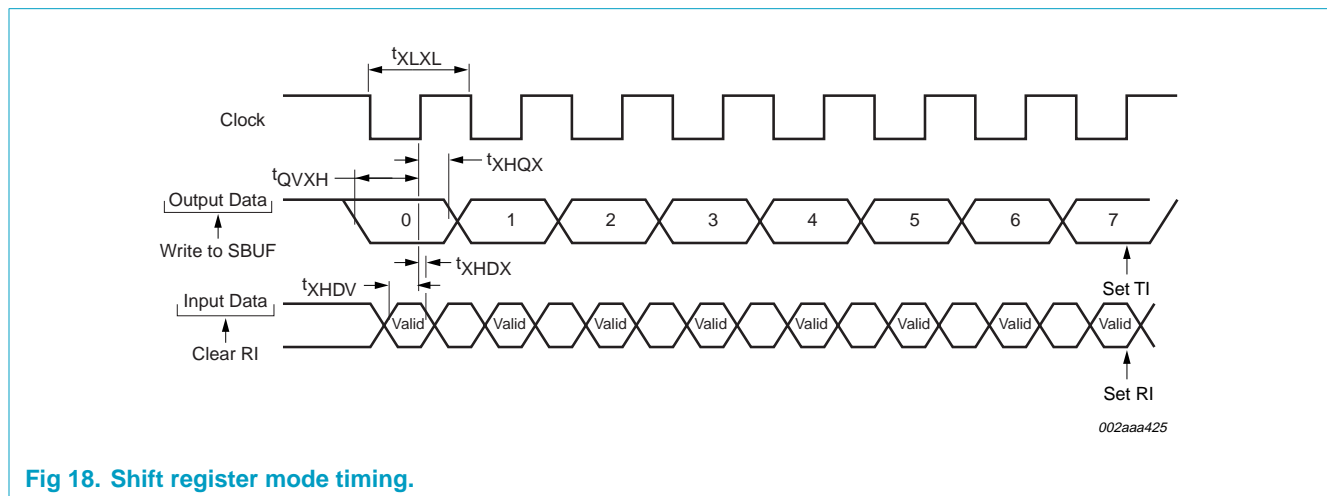 tXLXL
Clock
tXHQX
tQVXH
Output Data
0 1 2 3 4 5 6 7
Write to SBUF
tXHDX
Set TI
tXHDV
Input Data
Valid Valid Valid Valid Valid Valid Valid Valid
Clear RI
Set RI
002aaa425
Fig 18. Shift register mode timing.